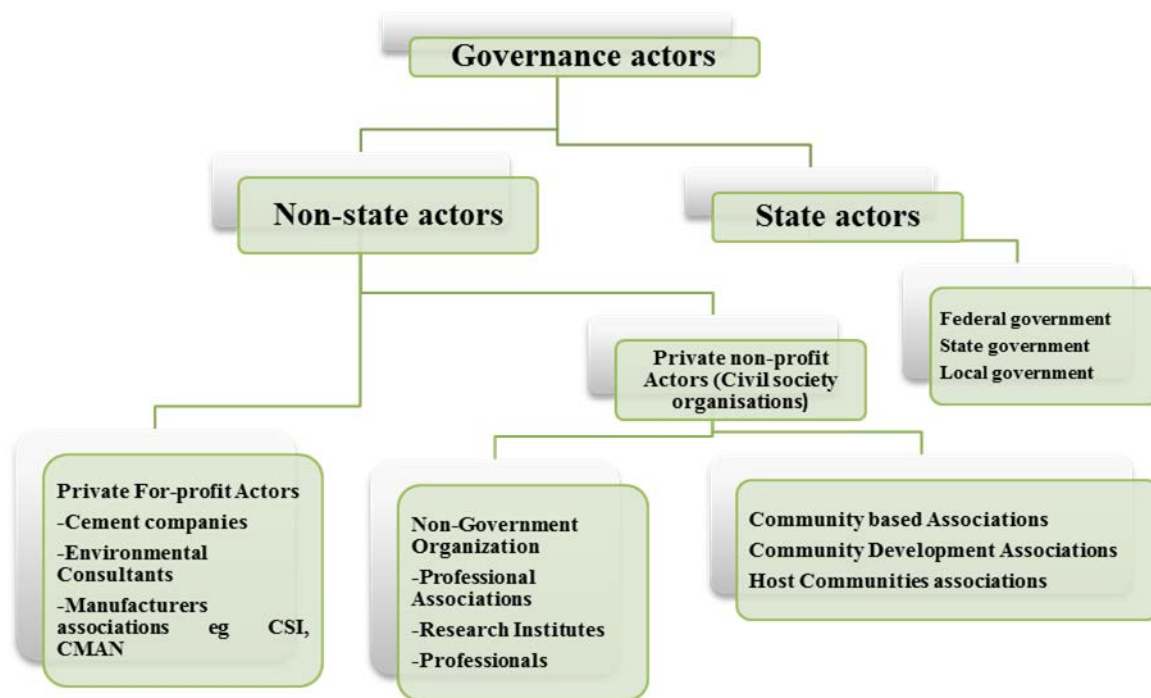 Governance actors
Non-state actors
State actors
Federal government
State government
Local government
Private non-profit
Actors (Civil society
organisations)
Private For-profit Actors
-Cement companies
-Environmental
Consultants
-Manufacturers
associations eg CSI,
CMAN
Non-Government
Organization
-Professional
Associations
-Research Institutes
-Professionals
Community based Associations
Community Development Associations
Host Communities associations